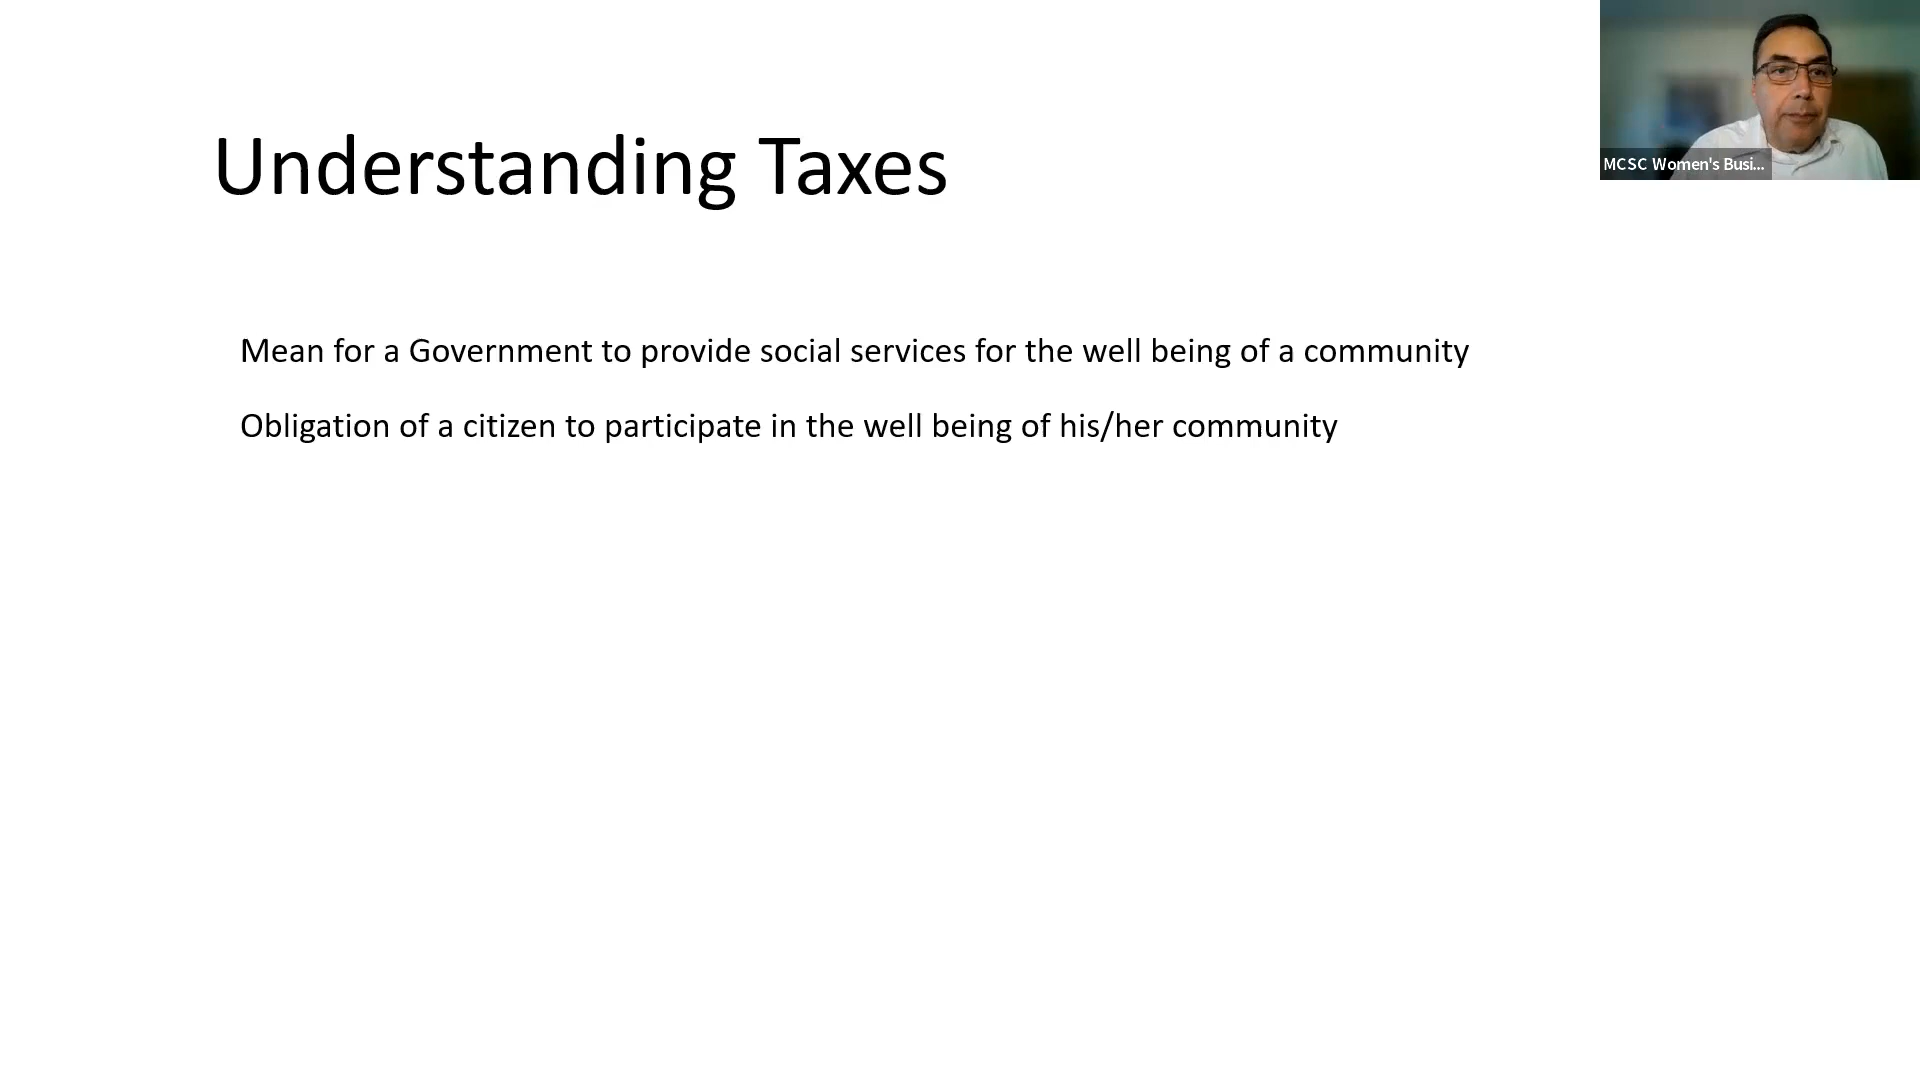 Understanding Taxes
MCSC Women's Busi...
Mean for a Government to provide social services for the well being of a community
Obligation of a citizen to participate in the well being of his/her community